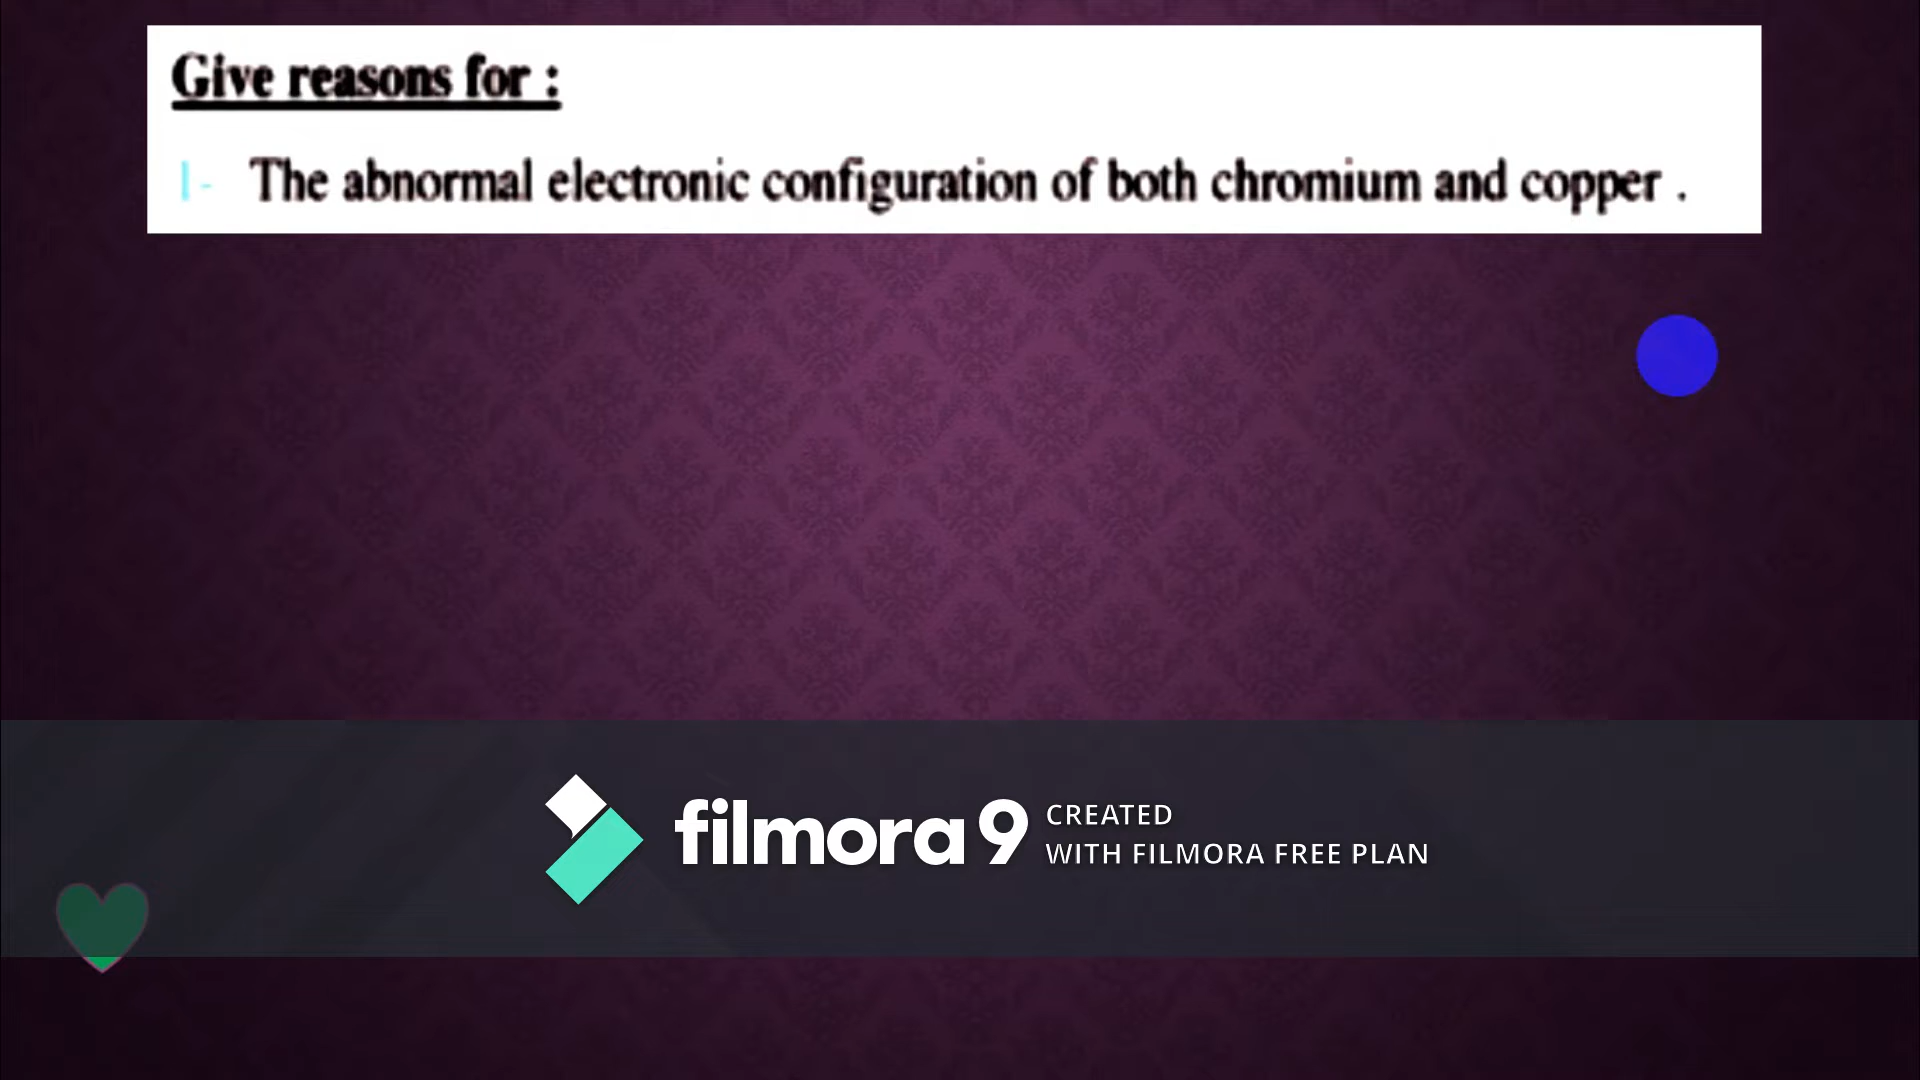 Give reasons for :
1- The abnormal electronic configuration of both chromium and copper .
filmora 9 CREATED
WITH FILMORA FREE PLAN